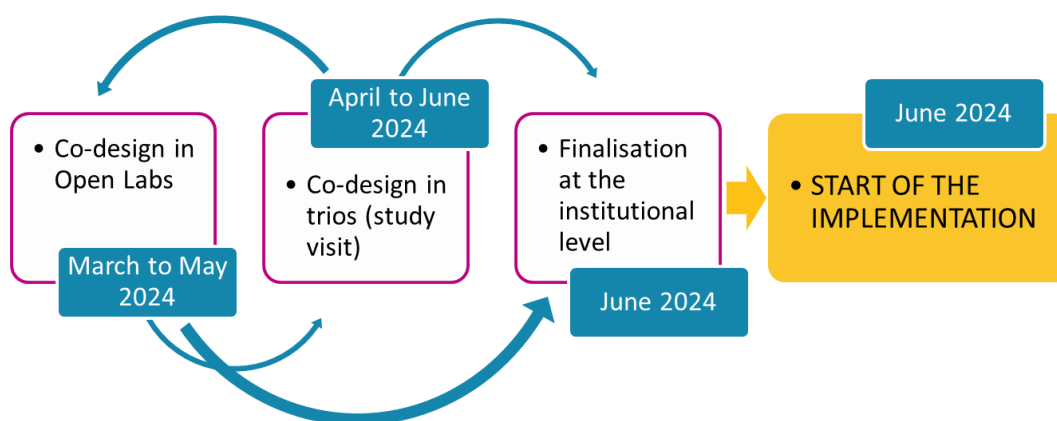 • Co-design in
Open Labs
March to May
2024
April to June
2024
• Co-design in
trios (study
visit)
• Finalisation
at the
institutional
level
June 2024
June 2024
• START OF THE
IMPLEMENTATION